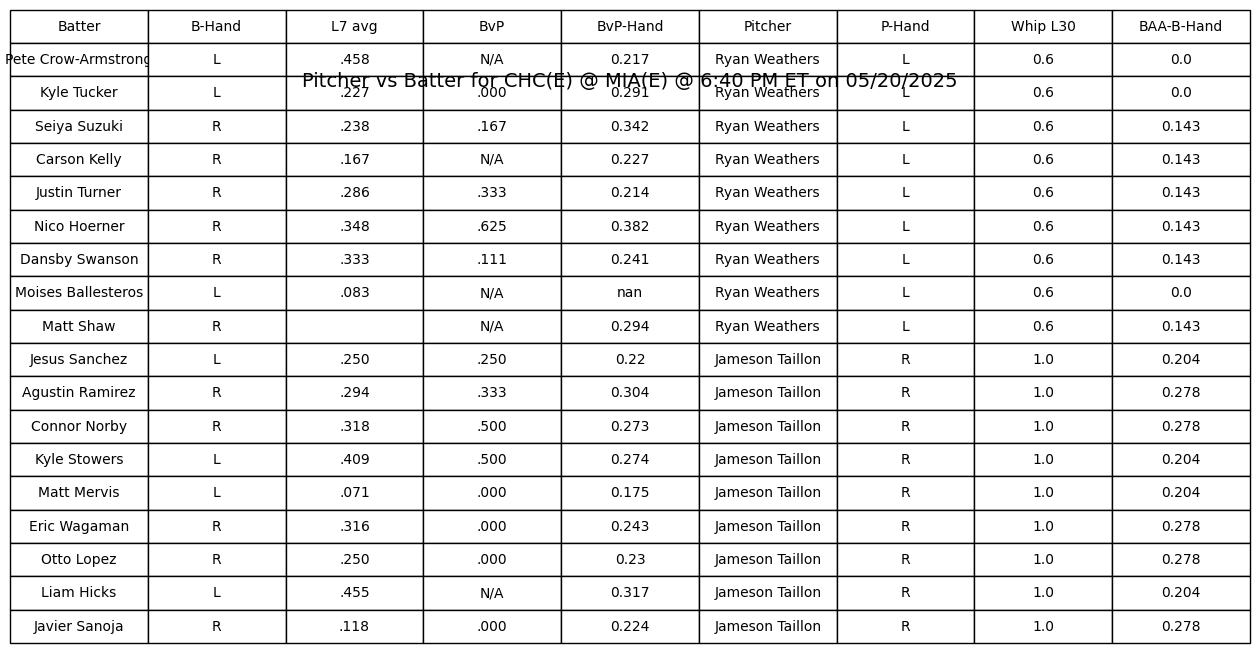 Batter B-Hand L7 avg BvP BvP-Hand Pitcher P-Hand Whip L30 BAA-B-Hand
Pete Crow-Armstrong L .458 N/A 0.217 Ryan Weathers L 0.6 0.0
Pitcher vs Batter for CHC(E) @ MIA(E) @ 6:40 PM ET on 05/20/2025
Kyle Tucker L .227 .000 0.291 Ryan Weathers L 0.6 0.0
Seiya Suzuki R .238 .167 0.342 Ryan Weathers L 0.6 0.143
Carson Kelly R .167 N/A 0.227 Ryan Weathers L 0.6 0.143
Justin Turner R .286 .333 0.214 Ryan Weathers L 0.6 0.143
Nico Hoerner R .348 .625 0.382 Ryan Weathers L 0.6 0.143
Dansby Swanson R .333 .111 0.241 Ryan Weathers L 0.6 0.143
Moises Ballesteros L .083 N/A nan Ryan Weathers L 0.6 0.0
Matt Shaw R N/A 0.294 Ryan Weathers L 0.6 0.143
Jesus Sanchez L .250 .250 0.22 Jameson Taillon R 1.0 0.204
Agustin Ramirez R .294 .333 0.304 Jameson Taillon R 1.0 0.278
Connor Norby R .318 .500 0.273 Jameson Taillon R 1.0 0.278
Kyle Stowers L .409 .500 0.274 Jameson Taillon R 1.0 0.204
Matt Mervis L .071 .000 0.175 Jameson Taillon R 1.0 0.204
Eric Wagaman R .316 .000 0.243 Jameson Taillon R 1.0 0.278
Otto Lopez R .250 .000 0.23 Jameson Taillon R 1.0 0.278
Liam Hicks L .455 N/A 0.317 Jameson Taillon R 1.0 0.204
Javier Sanoja R .118 .000 0.224 Jameson Taillon R 1.0 0.278